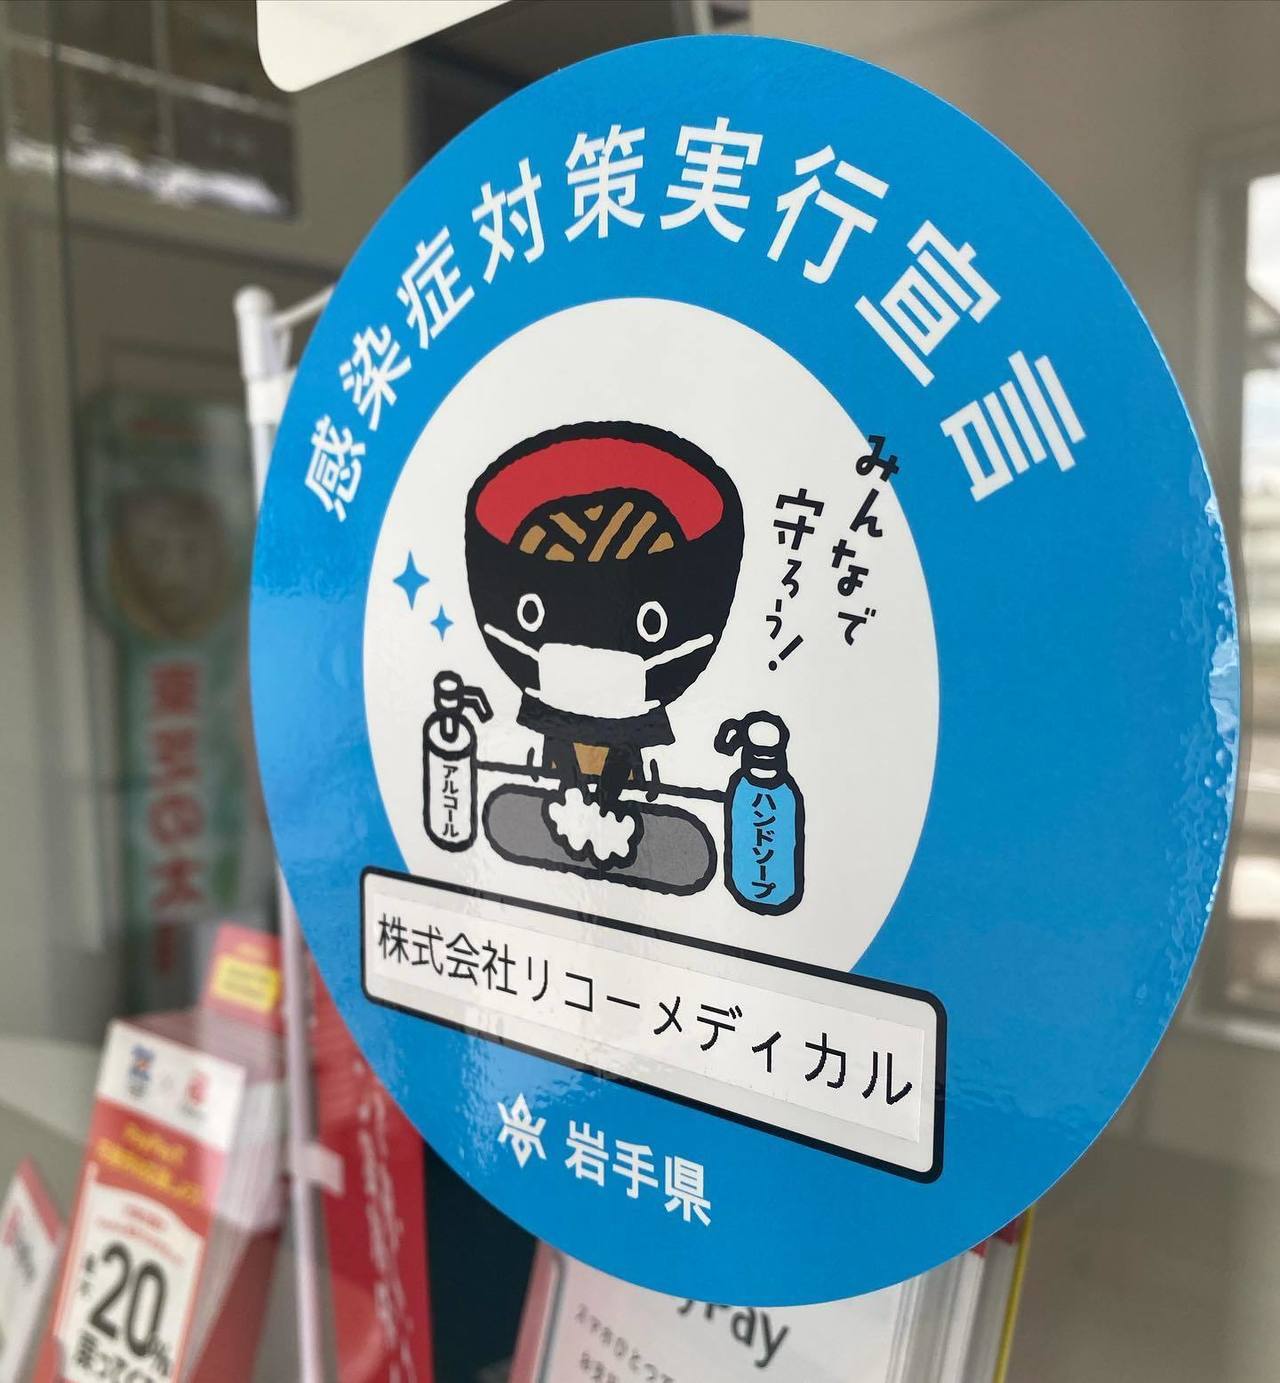 感染症対策実行宣言
みんなで
守ろう!
アルコール
ハンドソープ
株式会社リコーメディカル
岩手県
20%
Pay